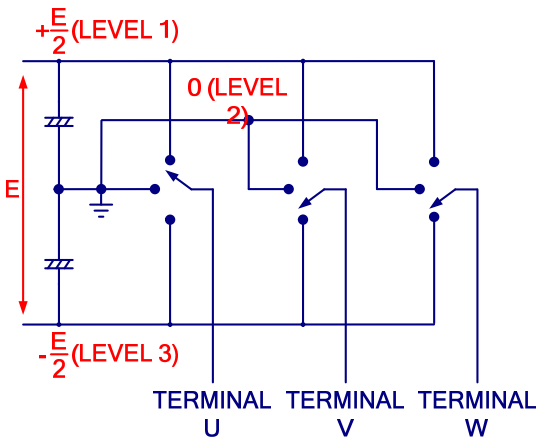 +E/2 (LEVEL 1)
0 (LEVEL
2)
E
-E/2 (LEVEL 3)
TERMINAL TERMINAL TERMINAL
U V W